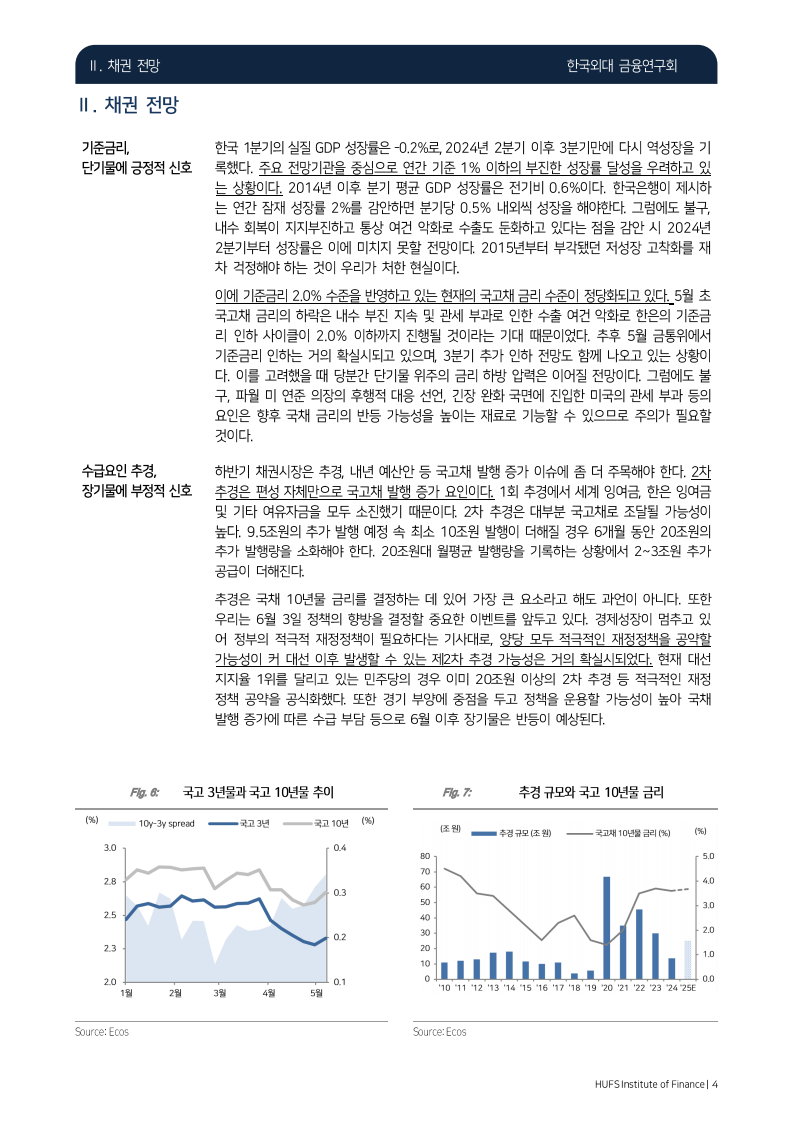 Ⅱ. 채권 전망
한국외대 금융연구회
Ⅱ. 채권 전망
기준금리,
단기물에 긍정적 신호
한국 1분기의 실질 GDP 성장률은 -0.2%로, 2024년 2분기 이후 3분기만에 다시 역성장을 기
록했다. 주요 전망기관을 중심으로 연간 기준 1% 이하의 부진한 성장률 달성을 우려하고 있
는 상황이다. 2014년 이후 분기 평균 GDP 성장률은 전기비 0.6%이다. 한국은행이 제시하
는 연간 잠재 성장률 2%를 감안하면 분기당 0.5% 내외씩 성장을 해야한다. 그럼에도 불구,
내수 회복이 지지부진하고 통상 여건 악화로 수출도 둔화하고 있다는 점을 감안 시 2024년
2분기부터 성장률은 이에 미치지 못할 전망이다. 2015년부터 부각됐던 저성장 고착화를 재
차 걱정해야 하는 것이 우리가 처한 현실이다.
이에 기준금리 2.0% 수준을 반영하고 있는 현재의 국고채 금리 수준이 정당화되고 있다. 5월 초
국고채 금리의 하락은 내수 부진 지속 및 관세 부과로 인한 수출 여건 악화로 한은의 기준금
리 인하 사이클이 2.0% 이하까지 진행될 것이라는 기대 때문이었다. 추후 5월 금통위에서
기준금리 인하는 거의 확실시되고 있으며, 3분기 추가 인하 전망도 함께 나오고 있는 상황이
다. 이를 고려했을 때 당분간 단기물 위주의 금리 하방 압력은 이어질 전망이다. 그럼에도 불
구, 파월 미 연준 의장의 후행적 대응 선언, 긴장 완화 국면에 진입한 미국의 관세 부과 등의
요인은 향후 국채 금리의 반등 가능성을 높이는 재료로 기능할 수 있으므로 주의가 필요할
것이다.
수급요인 추경,
장기물에 부정적 신호
하반기 채권시장은 추경, 내년 예산안 등 국고채 발행 증가 이슈에 좀 더 주목해야 한다. 2차
추경은 편성 자체만으로 국고채 발행 증가 요인이다. 1회 추경에서 세계 잉여금, 한은 잉여금
및 기타 여유자금을 모두 소진했기 때문이다. 2차 추경은 대부분 국고채로 조달될 가능성이
높다. 9.5조원의 추가 발행 예정 속 최소 10조원 발행이 더해질 경우 6개월 동안 20조원의
추가 발행량을 소화해야 한다. 20조원대 월평균 발행량을 기록하는 상황에서 2~3조원 추가
공급이 더해진다.
추경은 국채 10년물 금리를 결정하는 데 있어 가장 큰 요소라고 해도 과언이 아니다. 또한
우리는 6월 3일 정책의 향방을 결정할 중요한 이벤트를 앞두고 있다. 경제성장이 멈추고 있
어 정부의 적극적 재정정책이 필요하다는 기사대로, 양당 모두 적극적인 재정정책을 공약할
가능성이 커 대선 이후 발생할 수 있는 제2차 추경 가능성은 거의 확실시되었다. 현재 대선
지지율 1위를 달리고 있는 민주당의 경우 이미 20조원 이상의 2차 추경 등 적극적인 재정
정책 공약을 공식화했다. 또한 경기 부양에 중점을 두고 정책을 운용할 가능성이 높아 국채
발행 증가에 따른 수급 부담 등으로 6월 이후 장기물은 반등이 예상된다.
Fig. 6: 국고 3년물과 국고 10년물 추이
(%) 10y-3y spread 국고 3년 국고 10년 (%)
3.0 0.4
2.8
0.3
2.5
0.2
2.3
2.0 0.1
1월 2월 3월 4월 5월
Source: Ecos
Fig. 7: 추경 규모와 국고 10년물 금리
(조 원) 추경 규모 (조 원) 국고채 10년물 금리 (%) (%)
80 5.0
70
60 4.0
50 3.0
40
30 2.0
20 1.0
10
0 0.0
'10 '11 '12 '13 '14 '15 '16 '17 '18 '19 '20 '21 '22 '23 '24 '25E
Source: Ecos
HUFS Institute of Finance | 4